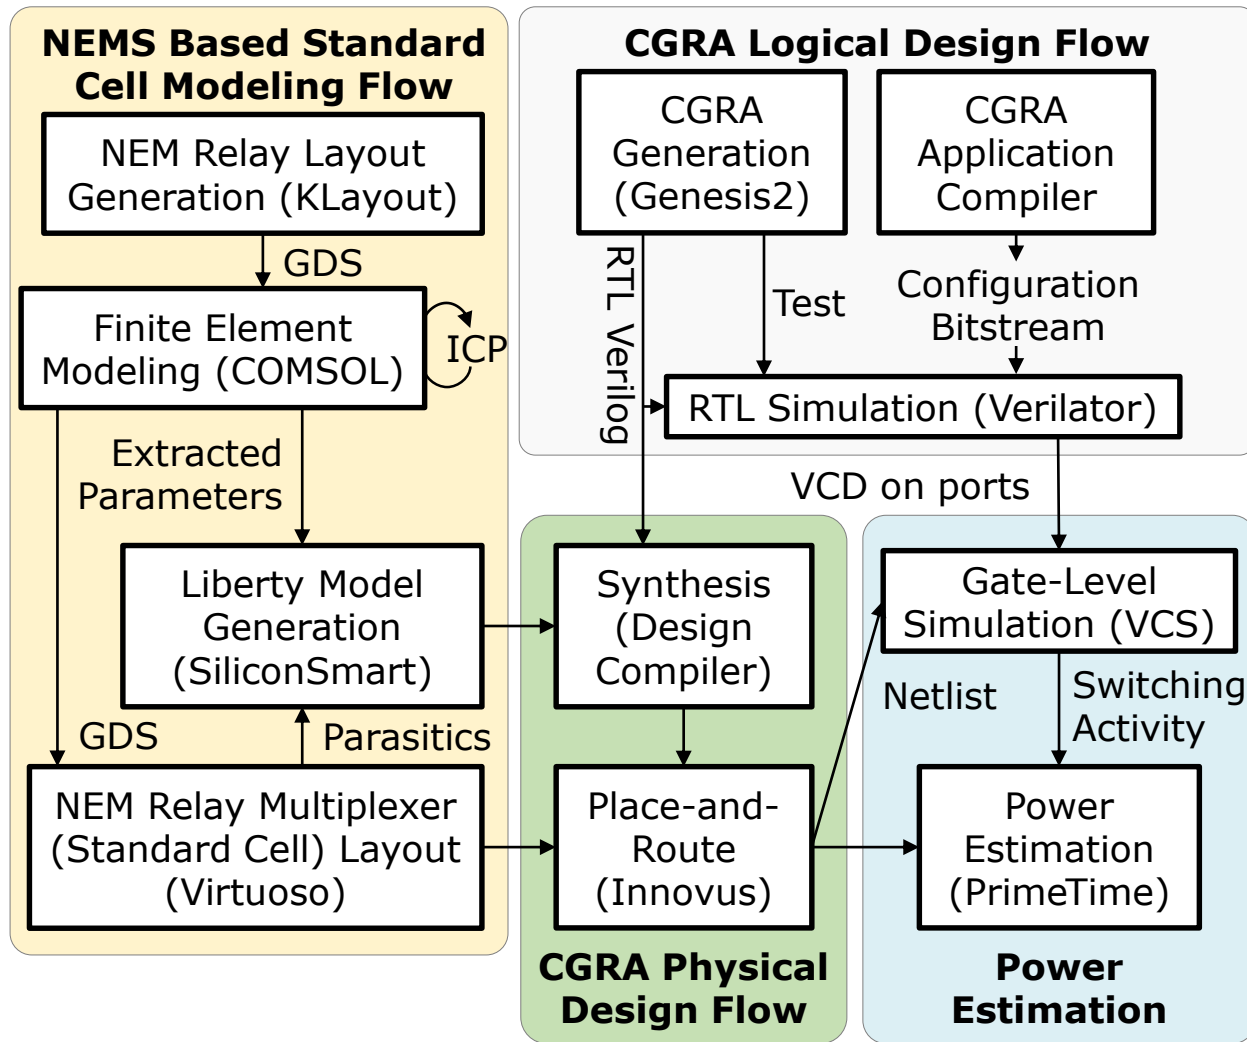 NEMS Based Standard
Cell Modeling Flow
NEM Relay Layout
Generation (KLayout)
GDS
Finite Element
Modeling (COMSOL)
ICP
Extracted
Parameters
Liberty Model
Generation
(SiliconSmart)
GDS
Parasitics
NEM Relay Multiplexer
(Standard Cell) Layout
(Virtuoso)
CGRA Logical Design Flow
CGRA
Generation
(Genesis2)
CGRA
Application
Compiler
RTL Verilog
Test
Configuration
Bitstream
RTL Simulation (Verilator)
VCD on ports
Synthesis
(Design
Compiler)
Place-and-
Route
(Innovus)
CGRA Physical
Design Flow
Gate-Level
Simulation (VCS)
Netlist
Switching
Activity
Power
Estimation
(PrimeTime)
Power
Estimation